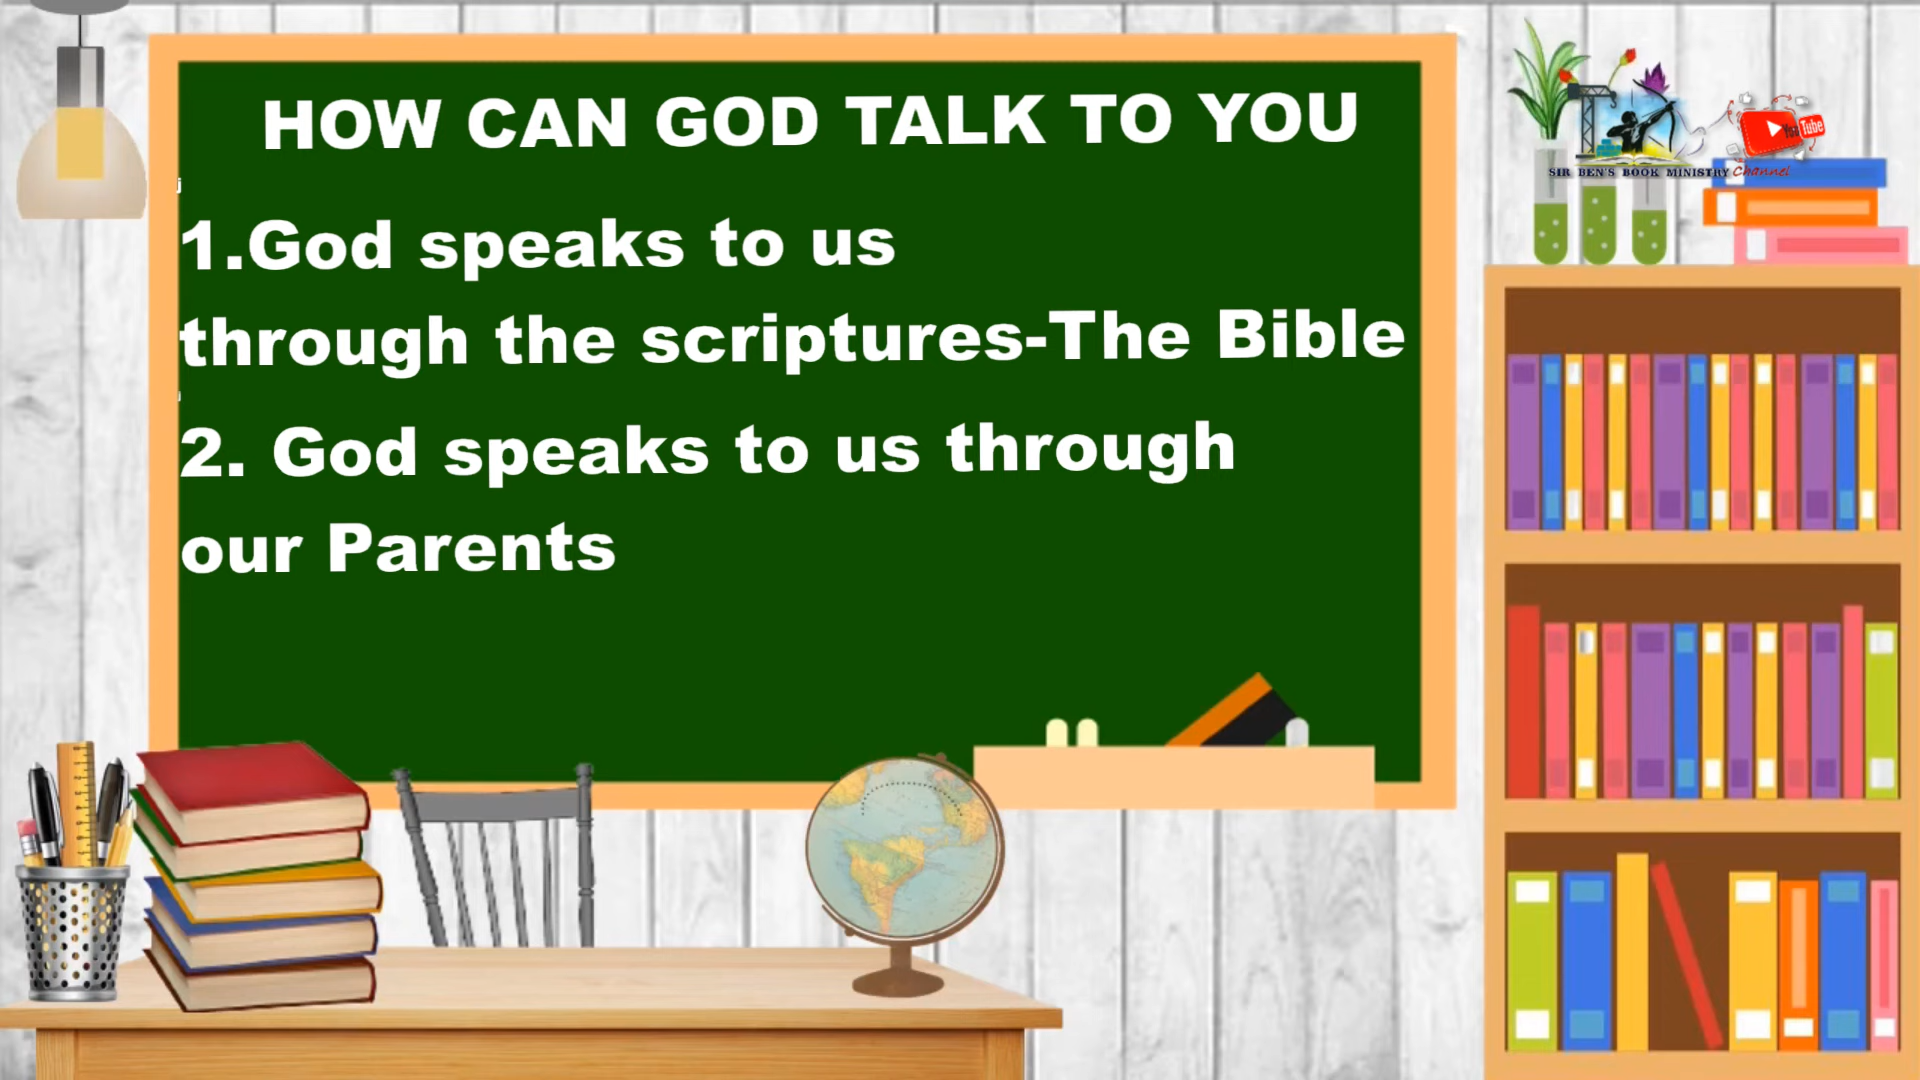 HOW CAN GOD TALK TO YOU
1.God speaks to us
through the scriptures-The Bible
2. God speaks to us through
our Parents
YouTube
SIR BEN'S BOOK MINISTRY Channel